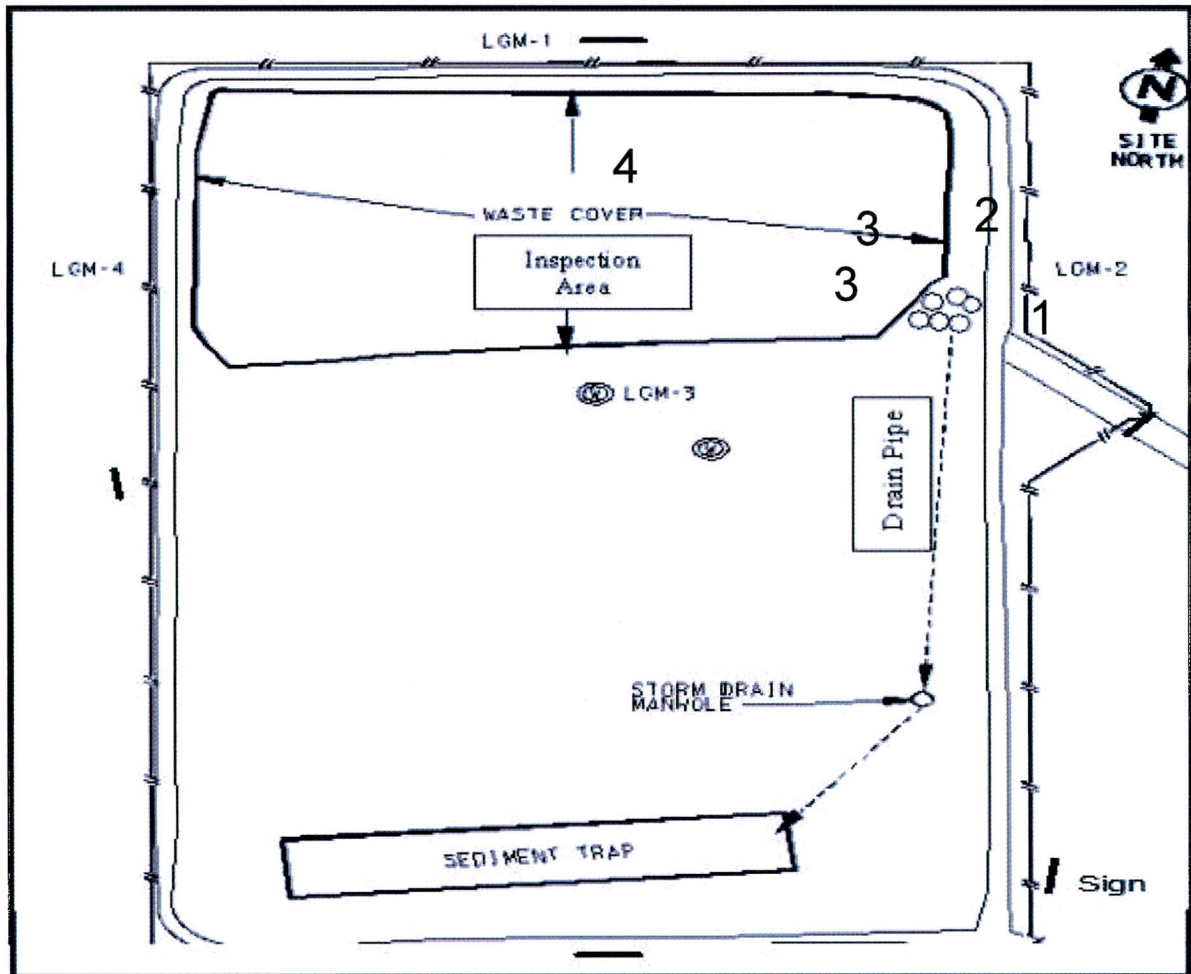 LGM-1
N
SITE
NORTH
4
WASTE COVER
3
2
Inspection
Area
LGM-4
LGM-2
3
1
LGM-3
Drain Pipe
STORM DRAIN
MANHOLE
SEDIMENT TRAP
Sign